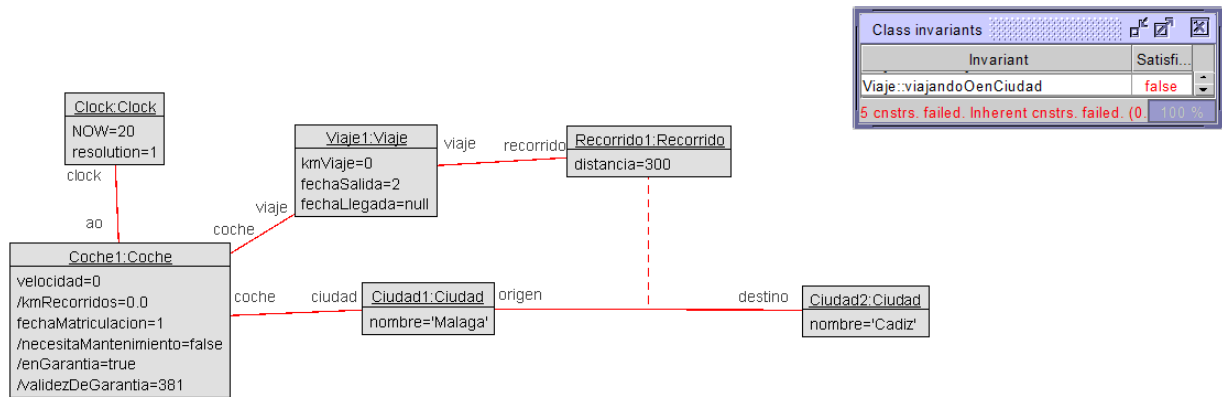 Class invariants
Invariant Satisfi...
Viaje::viajandoOenCiudad false
5 cnstrs. failed. Inherent cnstrs. failed. (0. 100 %
Clock:Clock
NOW=20
resolution=1
clock
ao
Viaje1:Viaje
kmViaje=0
fechaSalida=2
fechaLlegada=null
viaje
recorrido
Recorrido1:Recorrido
distancia=300
viaje
coche
Coche1:Coche
velocidad=0
/kmRecorridos=0.0
fechaMatriculacion=1
/necesitaMantenimiento=false
/enGarantia=true
/validezDeGarantia=381
coche
ciudad
Ciudad1:Ciudad
nombre='Malaga'
origen
destino
Ciudad2:Ciudad
nombre='Cadiz'